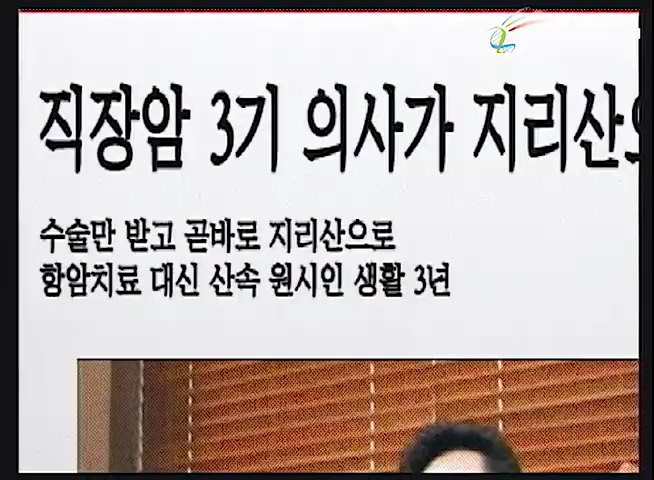 직장암 3기 의사가 지리산으
수술만 받고 곧바로 지리산으로
항암치료 대신 산속 원시인 생활 3년